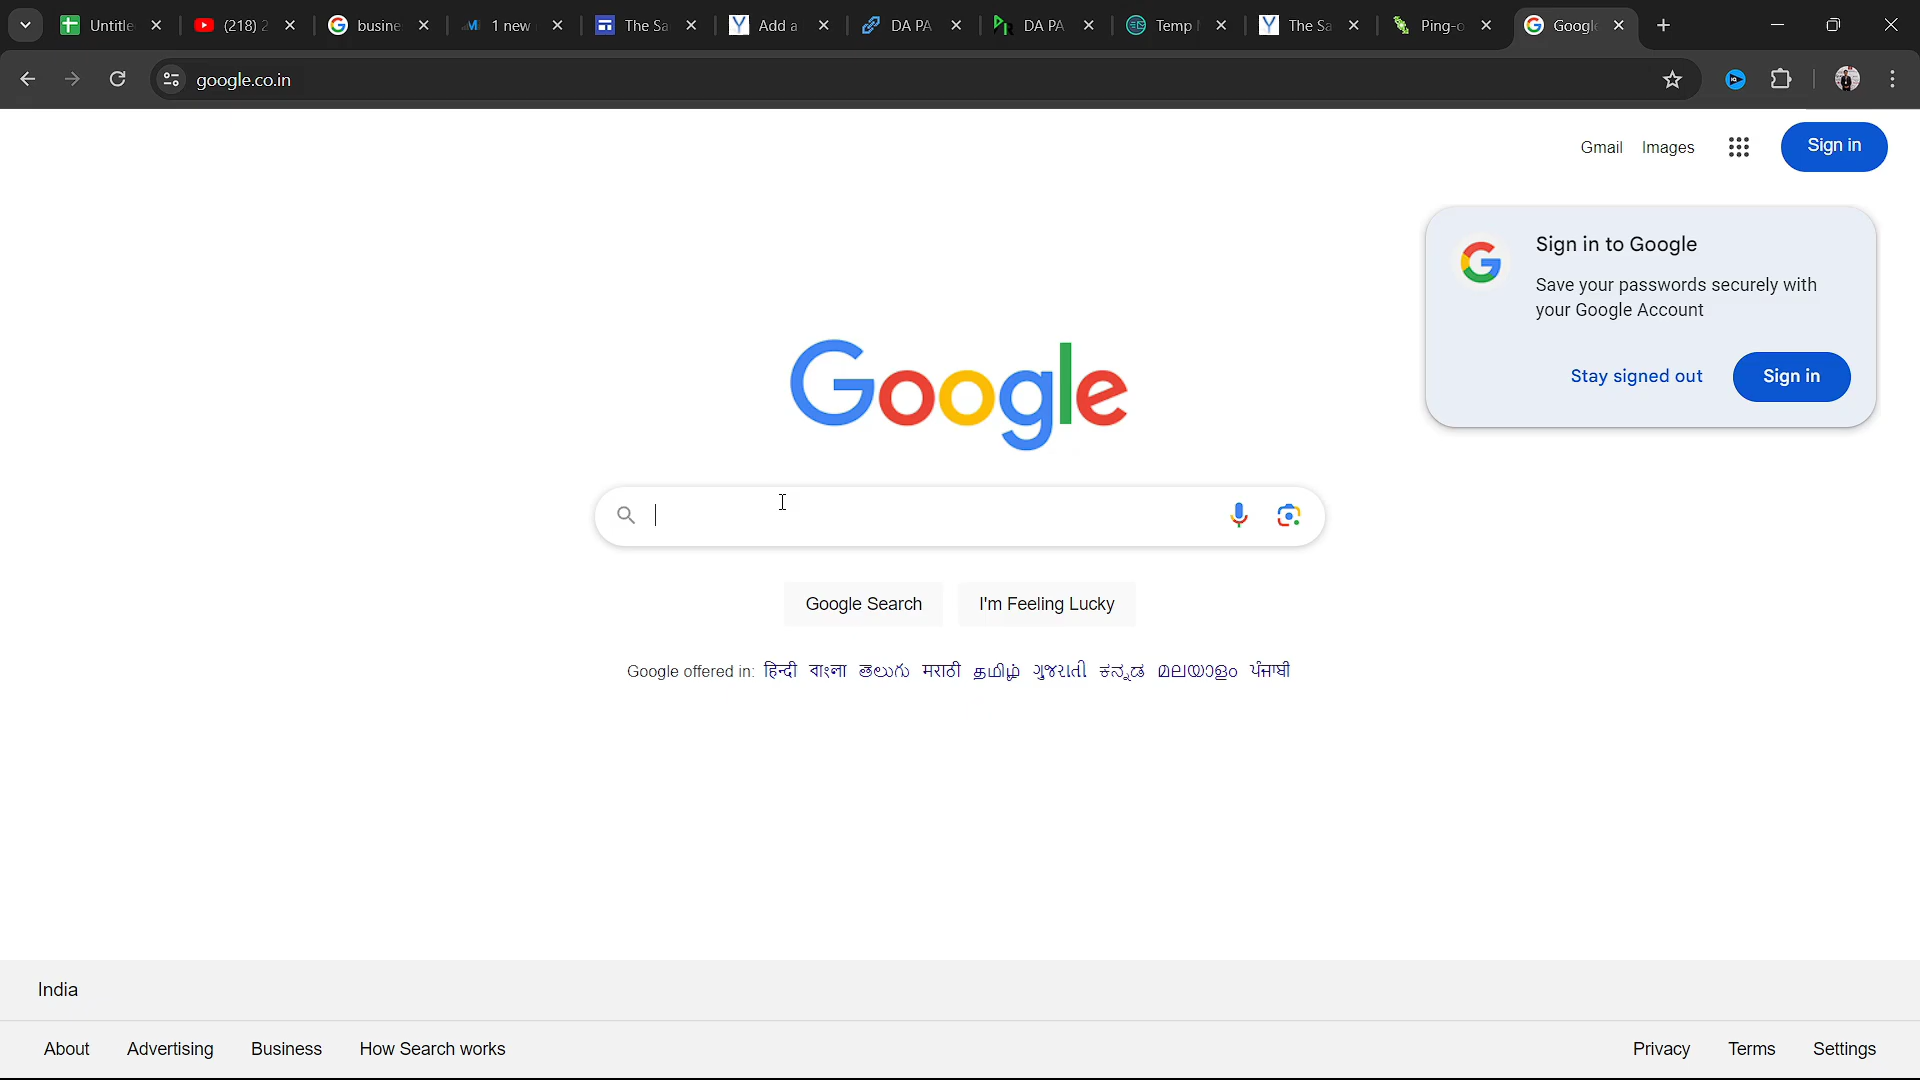 Untitle (218) 2 busine 1 new The Sa Add a DA PA DA PA Temp The Sa Ping-o Google
google.co.in
Gmail Images Sign in
Sign in to Google
Save your passwords securely with
your Google Account
Stay signed out Sign in
Google
Google Search I'm Feeling Lucky
Google offered in: हिन्दी বাংলা తెలుగు मराठी தமிழ் ગુજરાતી ಕನ್ನಡ മലയാളം ਪੰਜਾਬੀ
India
About Advertising Business How Search works Privacy Terms Settings